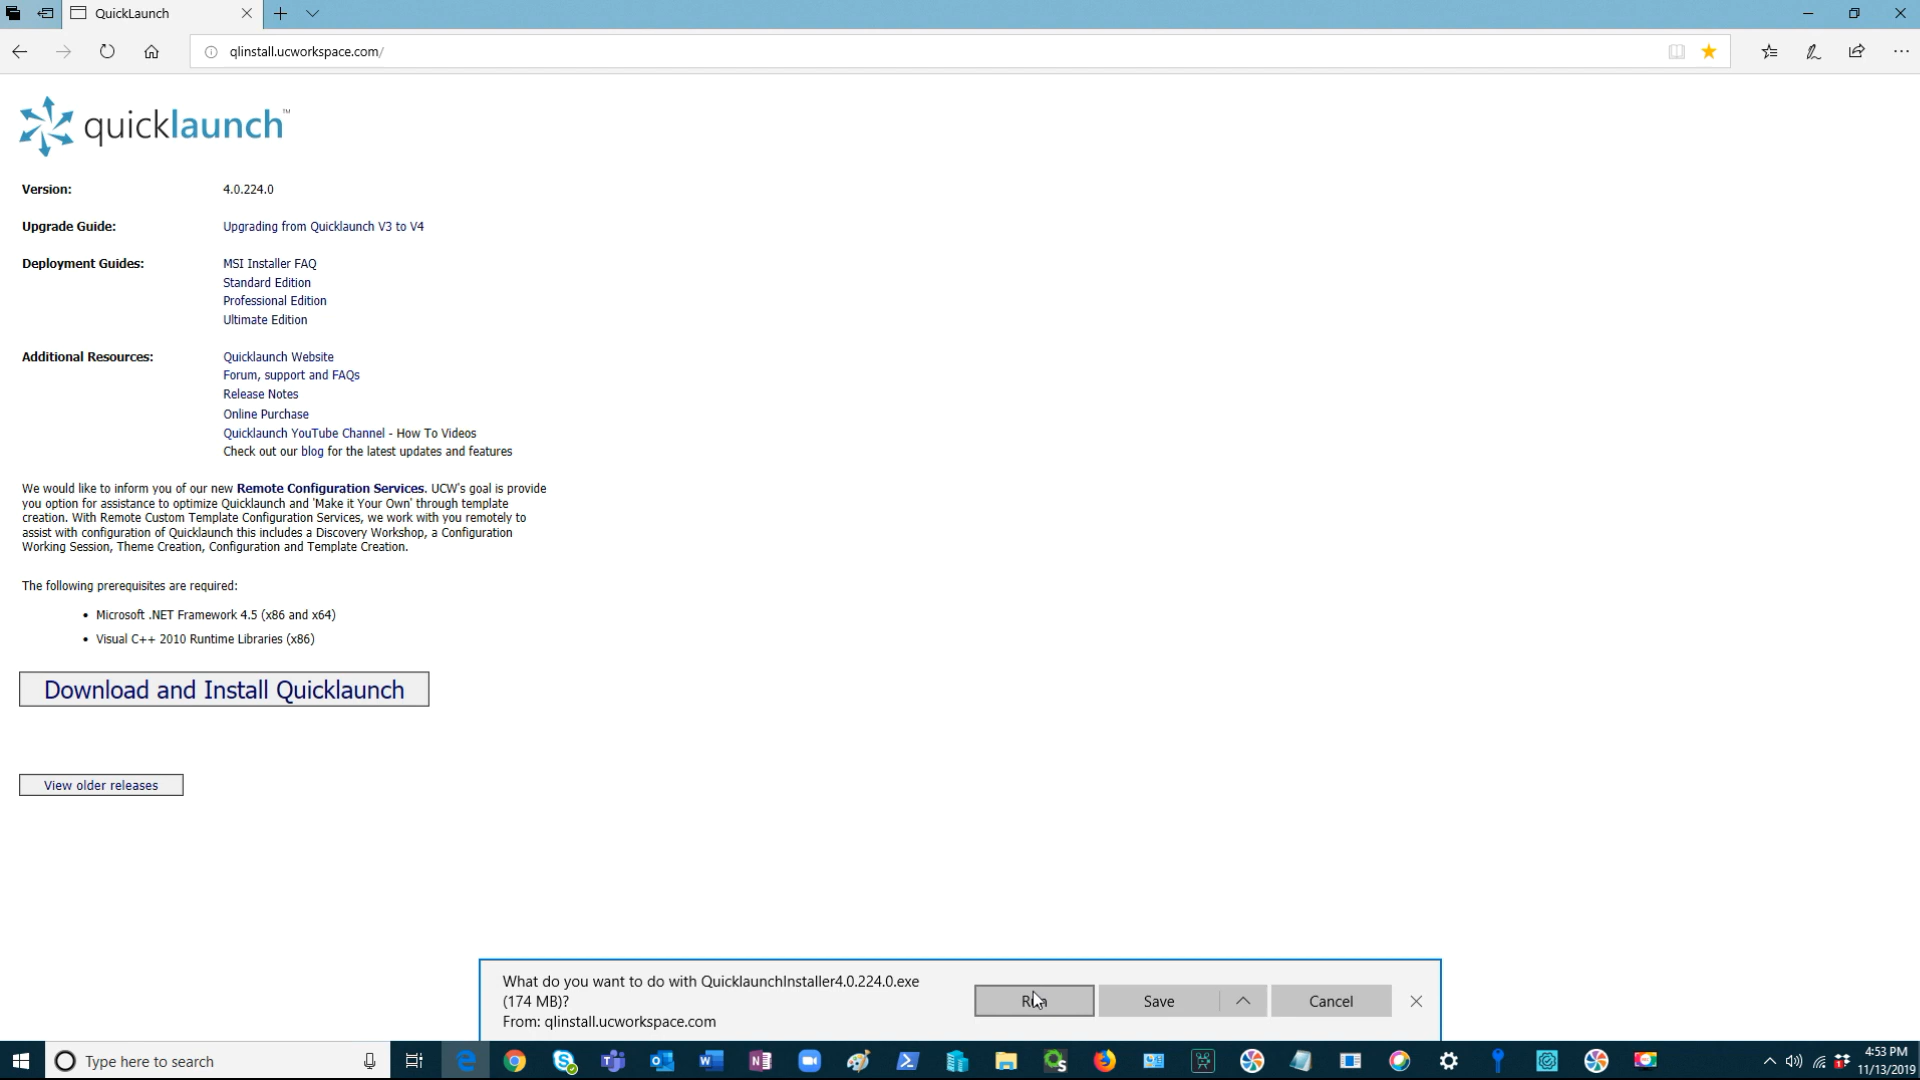 QuickLaunch
qlinstall.ucworkspace.com/
quicklaunch™
Version: 4.0.224.0
Upgrade Guide: Upgrading from Quicklaunch V3 to V4
Deployment Guides: MSI Installer FAQ
Standard Edition
Professional Edition
Ultimate Edition
Additional Resources: Quicklaunch Website
Forum, support and FAQs
Release Notes
Online Purchase
Quicklaunch YouTube Channel - How To Videos
Check out our blog for the latest updates and features
We would like to inform you of our new Remote Configuration Services. UCW's goal is provide
you option for assistance to optimize Quicklaunch and 'Make it Your Own' through template
creation. With Remote Custom Template Configuration Services, we work with you remotely to
assist with configuration of Quicklaunch this includes a Discovery Workshop, a Configuration
Working Session, Theme Creation, Configuration and Template Creation.
The following prerequisites are required:
• Microsoft .NET Framework 4.5 (x86 and x64)
• Visual C++ 2010 Runtime Libraries (x86)
Download and Install Quicklaunch
View older releases
What do you want to do with QuicklaunchInstaller4.0.224.0.exe
(174 MB)?
From: qlinstall.ucworkspace.com
Run Save Cancel
Type here to search
4:53 PM
11/13/2019